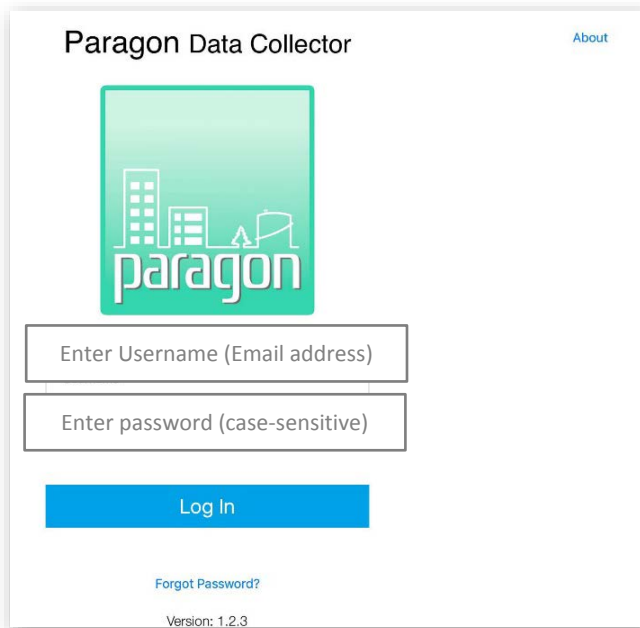 Paragon Data Collector
About
paragon
Enter Username (Email address)
Enter password (case-sensitive)
Log In
Forgot Password?
Version: 1.2.3